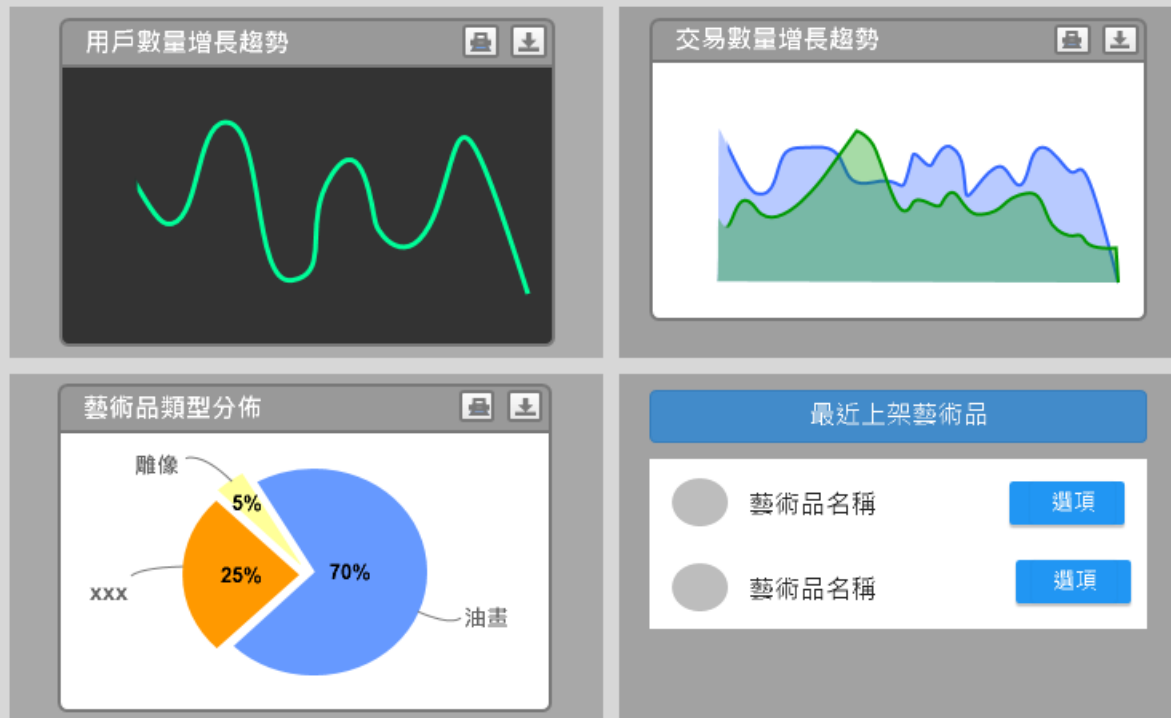 用戶數量增長趨勢
交易數量增長趨勢
藝術品類型分佈
雕像
5%
25%
70%
xxx
油畫
最近上架藝術品
藝術品名稱
選項
藝術品名稱
選項